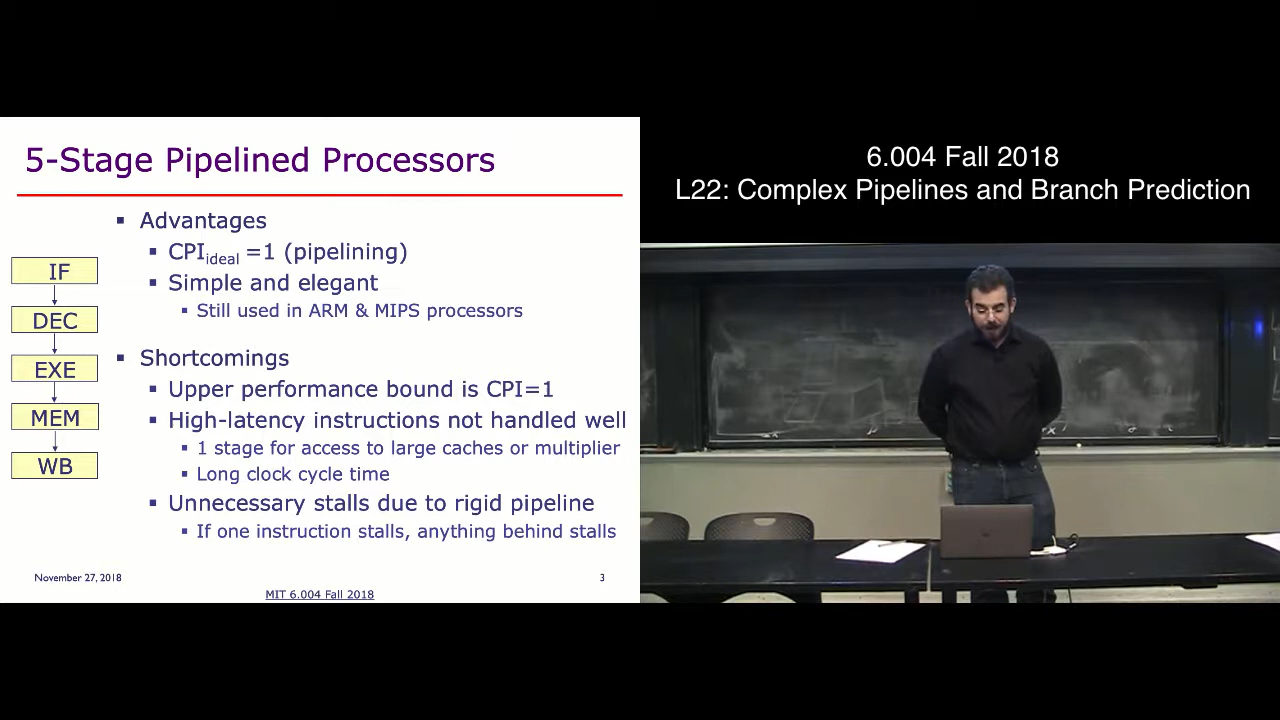 5-Stage Pipelined Processors
IF
DEC
EXE
MEM
WB
▪ Advantages
▪ CPIideal =1 (pipelining)
▪ Simple and elegant
▪ Still used in ARM & MIPS processors
▪ Shortcomings
▪ Upper performance bound is CPI=1
▪ High-latency instructions not handled well
▪ 1 stage for access to large caches or multiplier
▪ Long clock cycle time
▪ Unnecessary stalls due to rigid pipeline
▪ If one instruction stalls, anything behind stalls
November 27, 2018
MIT 6.004 Fall 2018
3
6.004 Fall 2018
L22: Complex Pipelines and Branch Prediction